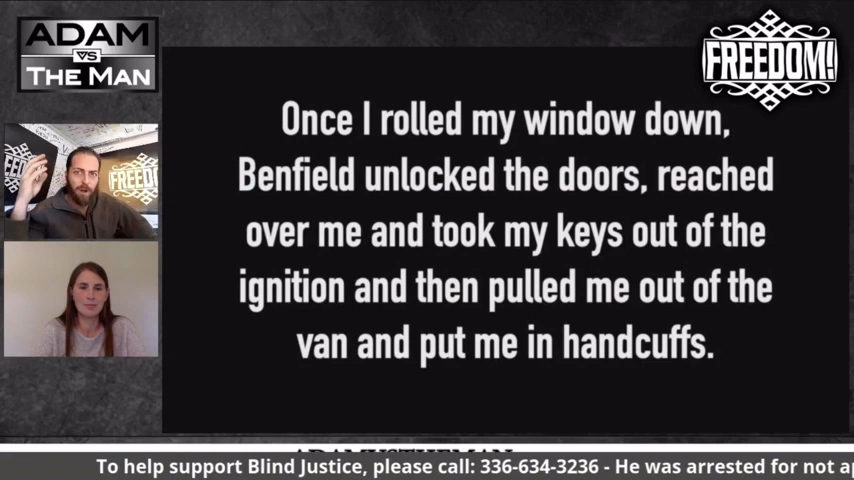 ADAM
VS
THE MAN
FREEDOM!
Once I rolled my window down,
Benfield unlocked the doors, reached
over me and took my keys out of the
ignition and then pulled me out of the
van and put me in handcuffs.
FREEDOM
To help support Blind Justice, please call: 336-634-3236 - He was arrested for not ap